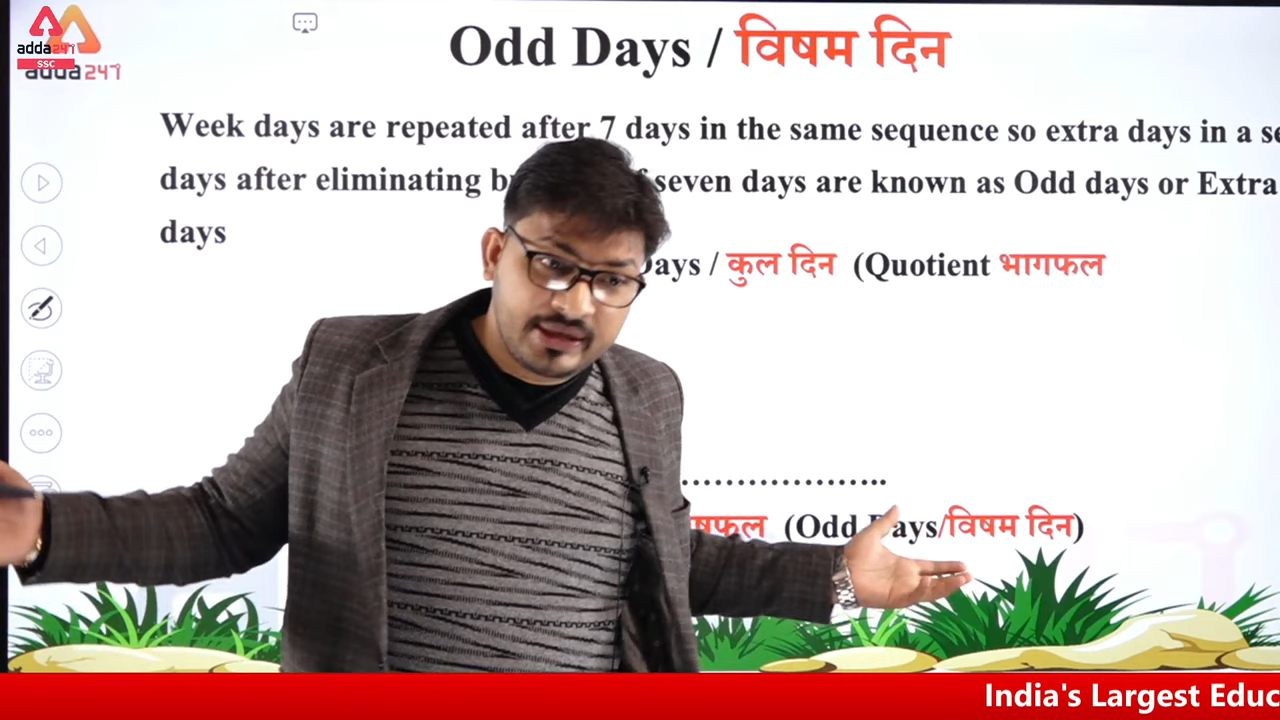 adda247
SSC
adda247
Odd Days / विषम दिन
Week days are repeated after 7 days in the same sequence so extra days in a
days after eliminating seven days are known as Odd days or Extra
days
/ कुल दिन (Quotient भागफल
………………..
(Odd Days/विषम दिन)
India's Largest